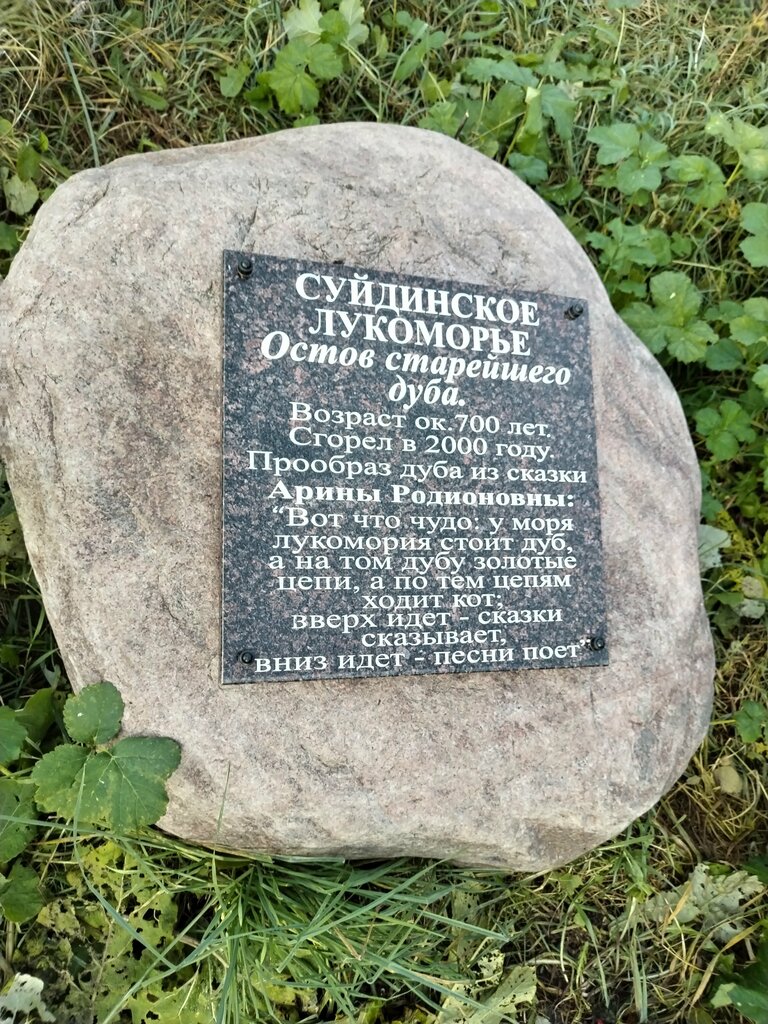 СУЙДИНСКОЕ
ЛУКОМОРЬЕ
Остов старейшего
дуба.
Возраст ок.700 лет.
Сгорел в 2000 году.
Прообраз дуба из сказки
Арины Родионовны:
“Вот что чудо: у моря
лукомория стоит дуб,
а на том дубу золотые
цепи, а по тем цепям
ходит кот;
зверх идет - сказки
сказывает,
вниз идет - песни поет”